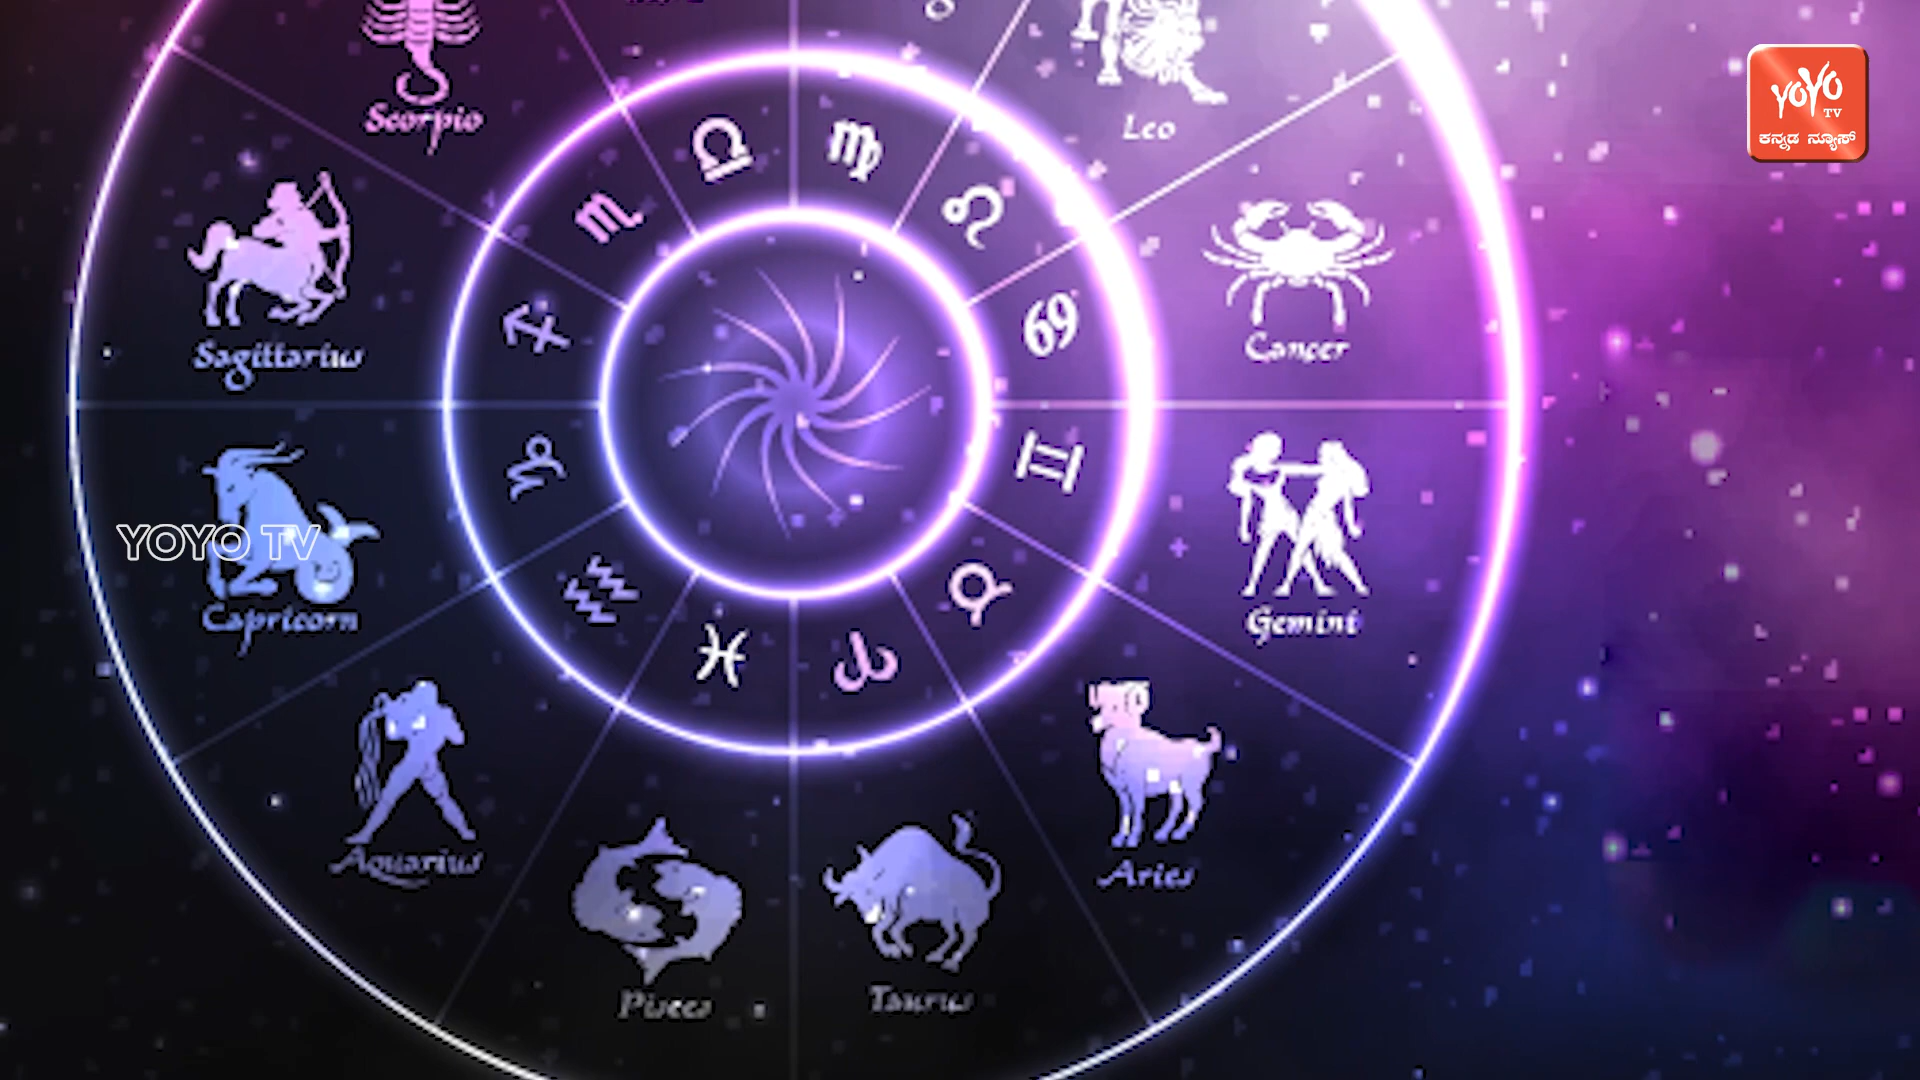 Scorpio
Leo
YOYO
TV
ಕನ್ನಡ ನ್ಯೂಸ್
Sagittarius
Cancer
YOYO TV
Capricorn
Gemini
Aquarius
Aries
Pisces
Taurus